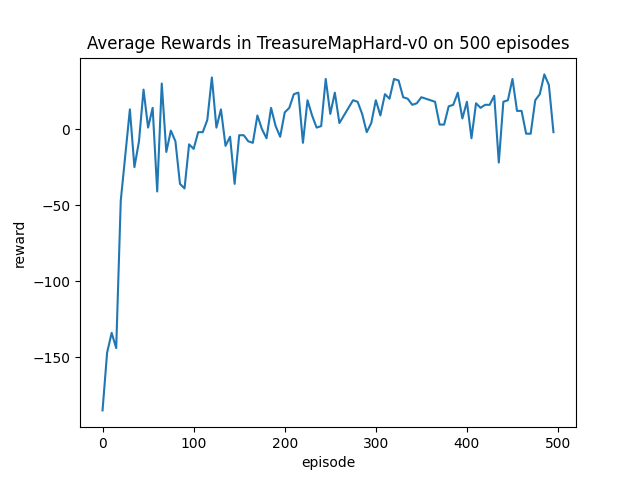 Average Rewards in TreasureMapHard-v0 on 500 episodes
reward
0
−50
−100
−150
0 100 200 300 400 500
episode